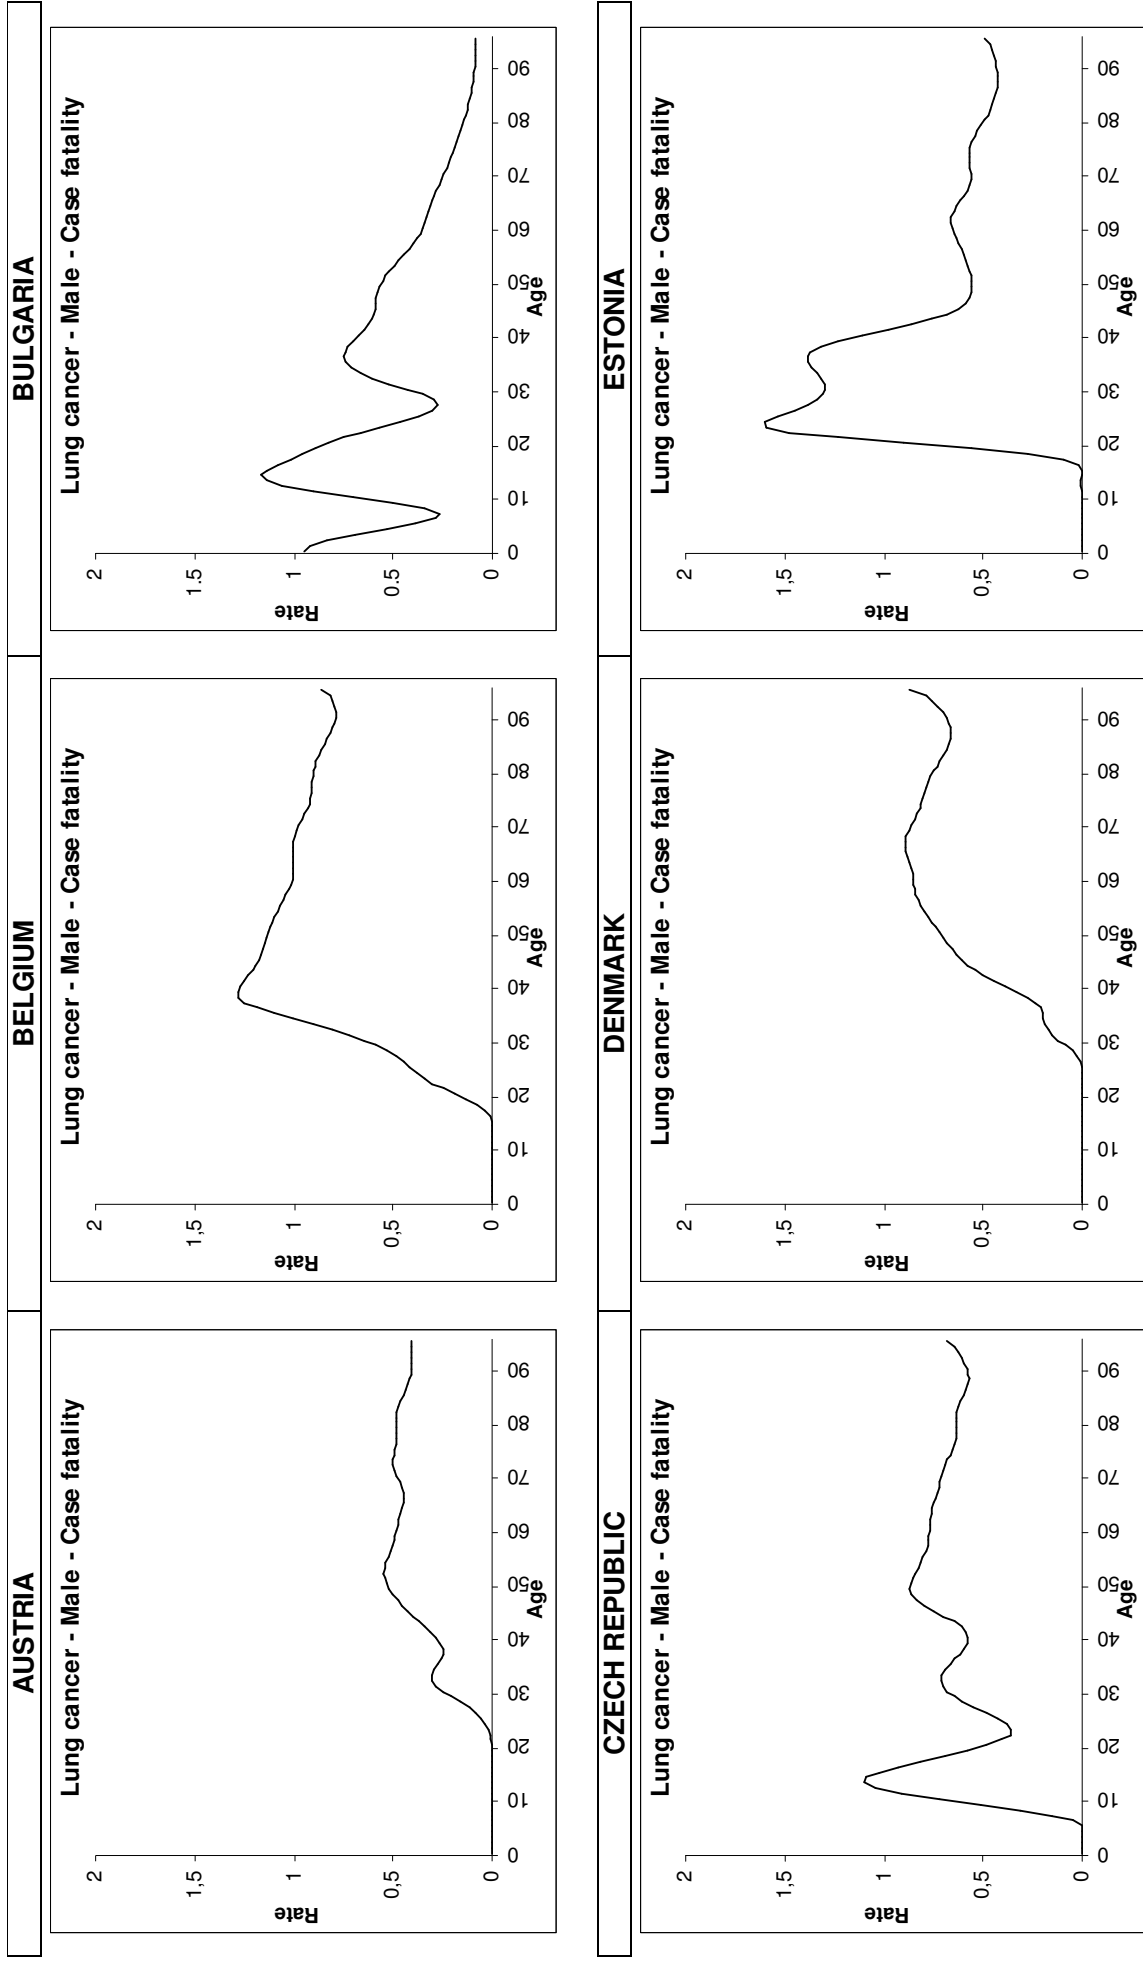 AUSTRIA
Lung cancer - Male - Case fatality
2
1,5
1
0,5
0
Rate
0 10 20 30 40 50 60 70 80 90
Age
BELGIUM
Lung cancer - Male - Case fatality
2
1,5
1
0,5
0
Rate
0 10 20 30 40 50 60 70 80 90
Age
BULGARIA
Lung cancer - Male - Case fatality
2
1.5
1
0.5
0
Rate
0 10 20 30 40 50 60 70 80 90
Age
CZECH REPUBLIC
Lung cancer - Male - Case fatality
2
1,5
1
0,5
0
Rate
0 10 20 30 40 50 60 70 80 90
Age
DENMARK
Lung cancer - Male - Case fatality
2
1,5
1
0,5
0
Rate
0 10 20 30 40 50 60 70 80 90
Age
ESTONIA
Lung cancer - Male - Case fatality
2
1,5
1
0,5
0
Rate
0 10 20 30 40 50 60 70 80 90
Age